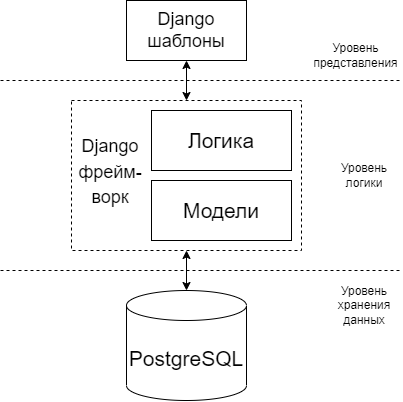 Django
шаблоны
Уровень
представления
Django
фрейм-
ворк
Логика
Модели
Уровень
логики
Уровень
хранения
данных
PostgreSQL